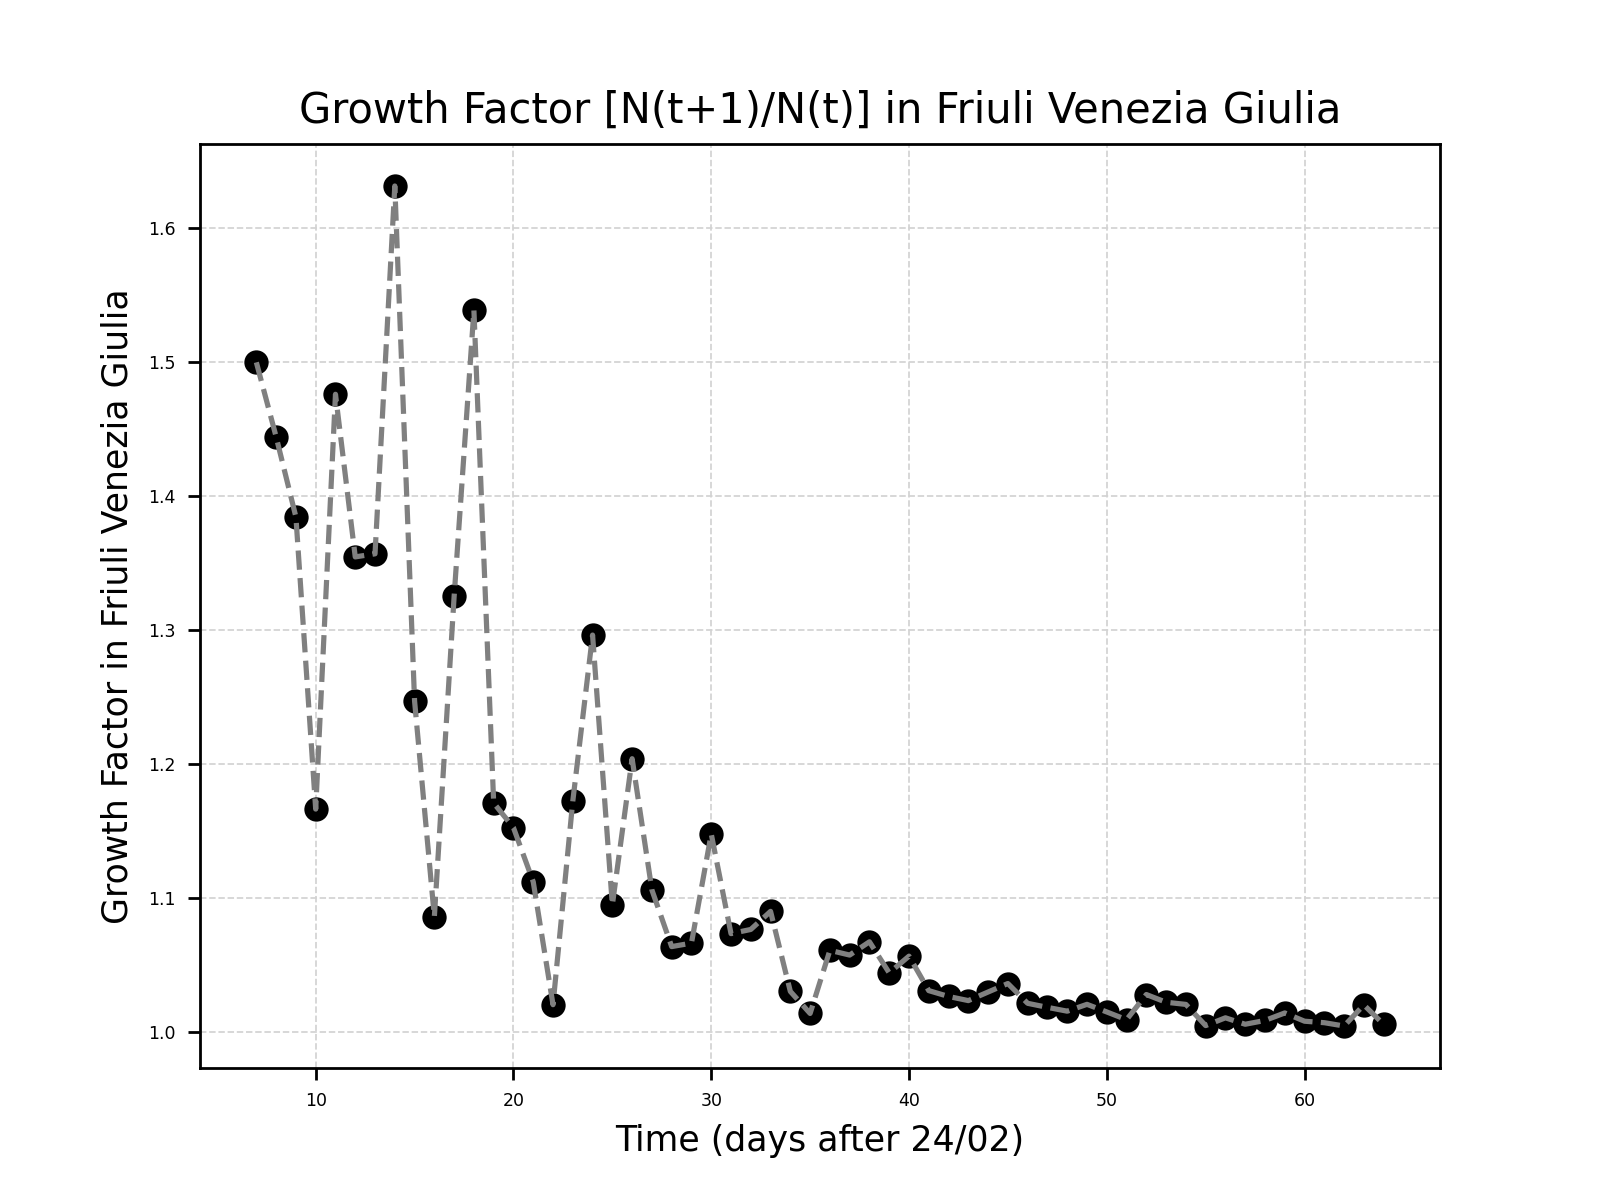 Growth Factor [N(t+1)/N(t)] in Friuli Venezia Giulia
Growth Factor in Friuli Venezia Giulia
1.6
1.5
1.4
1.3
1.2
1.1
1.0
10 20 30 40 50 60
Time (days after 24/02)